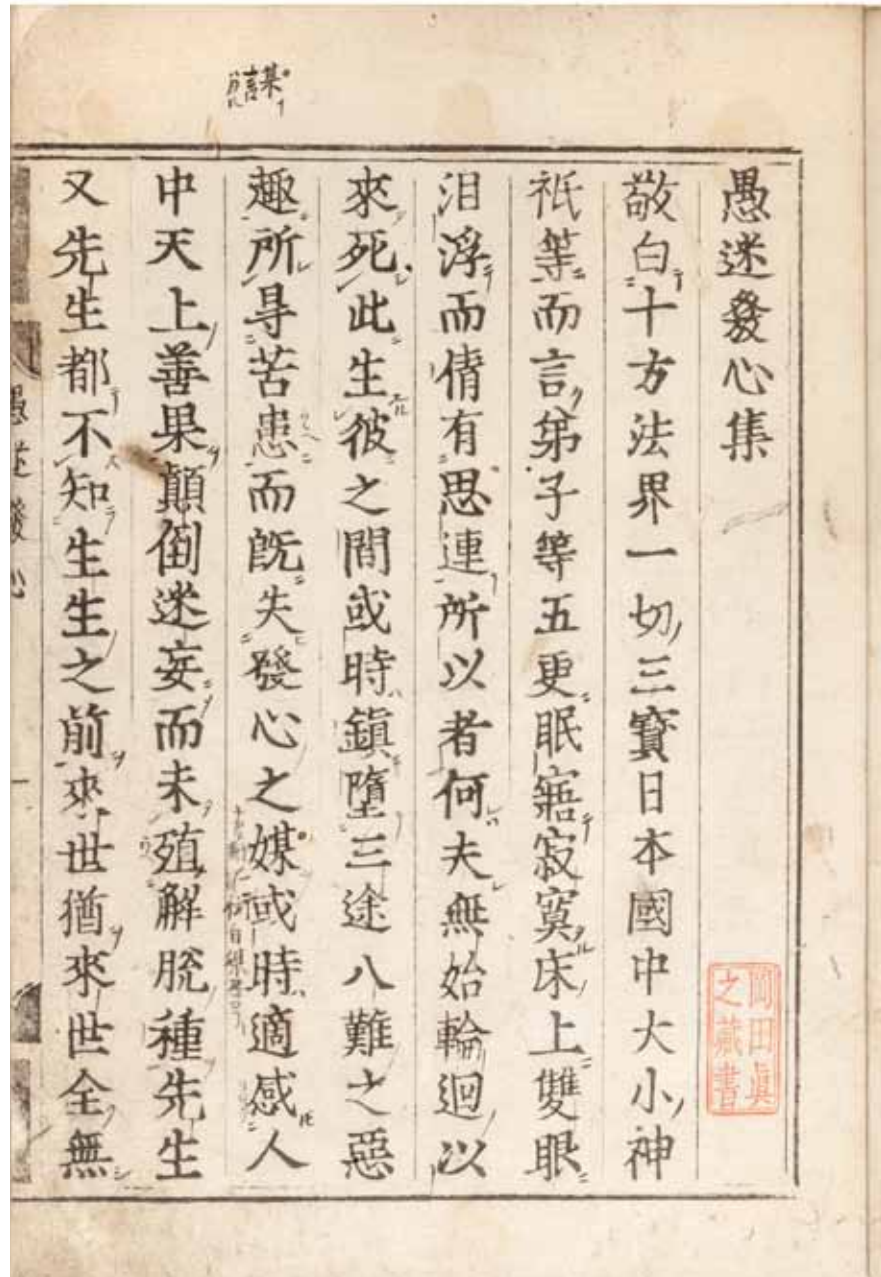 愚迷發心集
敬白十方法界一切三寳日本國中大小神
祇等而言弟子等五更眠寤寂寞床上雙眼
泪浮而倩有思連所以者何夫無始輪迴以
來死此生彼之間或時鎮墮三途八難之惡
趣所㝵苦患而既失發心之媒或時適感人
中天上善果顛倒迷妄而未殖解脫種先生
又先生都不知生生之前來世猶來世全無
愚迷發心
謀
岡田眞
之藏書